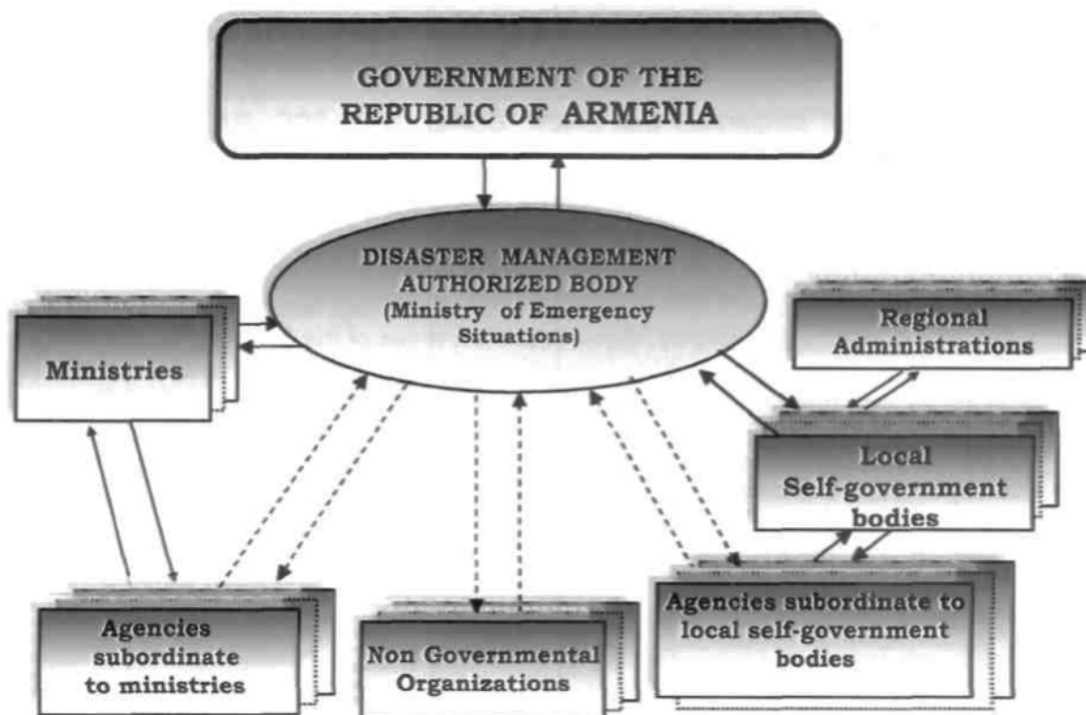 GOVERNMENT OF THE
REPUBLIC OF ARMENIA
DISASTER MANAGEMENT
AUTHORIZED BODY
(Ministry of Emergency
Situations)
Regional
Administrations
Ministries
Local
Self-government
bodies
Agencies
subordinate
to ministries
Non Governmental
Organizations
Agencies subordinate to
local self-government
bodies